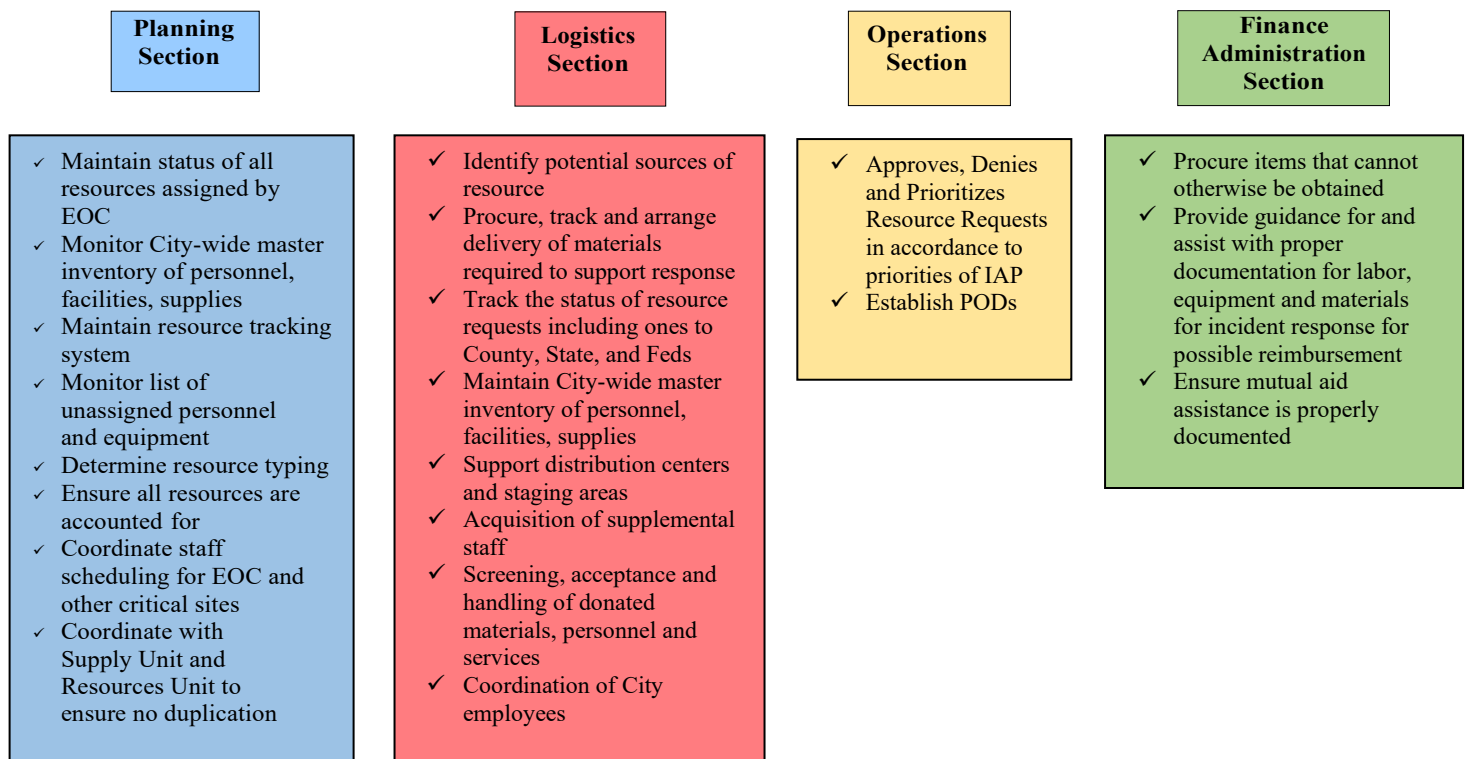 Planning
Section
Logistics
Section
Operations
Section
Finance
Administration
Section
✓ Maintain status of all
resources assigned by
EOC
✓ Monitor City-wide master
inventory of personnel,
facilities, supplies
✓ Maintain resource tracking
system
✓ Monitor list of
unassigned personnel
and equipment
✓ Determine resource typing
✓ Ensure all resources are
accounted for
✓ Coordinate staff
scheduling for EOC and
other critical sites
✓ Coordinate with
Supply Unit and
Resources Unit to
ensure no duplication
✓ Identify potential sources of
resource
✓ Procure, track and arrange
delivery of materials
required to support response
✓ Track the status of resource
requests including ones to
County, State, and Feds
✓ Maintain City-wide master
inventory of personnel,
facilities, supplies
✓ Support distribution centers
and staging areas
✓ Acquisition of supplemental
staff
✓ Screening, acceptance and
handling of donated
materials, personnel and
services
✓ Coordination of City
employees
✓ Approves, Denies
and Prioritizes
Resource Requests
in accordance to
priorities of IAP
✓ Establish PODs
✓ Procure items that cannot
otherwise be obtained
✓ Provide guidance for and
assist with proper
documentation for labor,
equipment and materials
for incident response for
possible reimbursement
✓ Ensure mutual aid
assistance is properly
documented